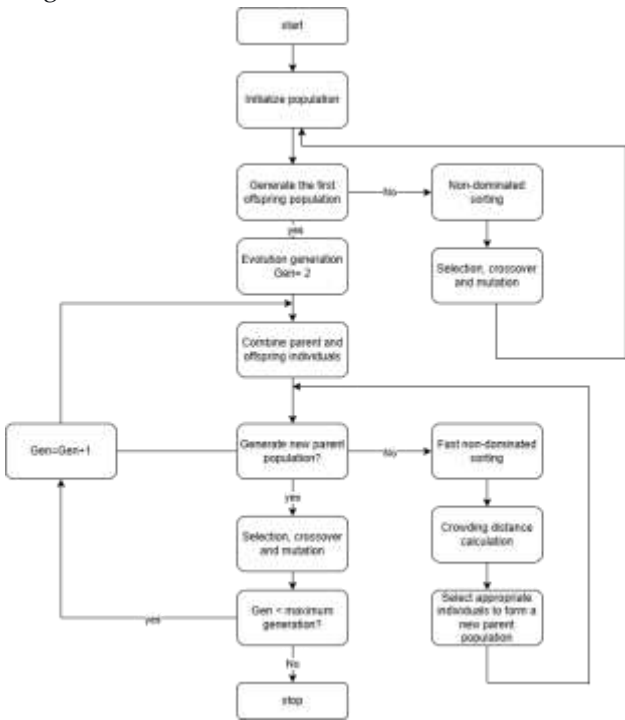 start
Initialize population
Generate the first
offspring population
No
Non-dominated
sorting
yes
Evolution generation
Gen= 2
Selection, crossover
and mutation
Combine parent and
offspring individuals
Gen=Gen+1
Generate new parent
population?
No
Fast non-dominated
sorting
yes
Selection, crossover
and mutation
Crowding distance
calculation
Gen < maximum
generation?
yes
Select appropriate
individuals to form a
new parent
population
No
stop